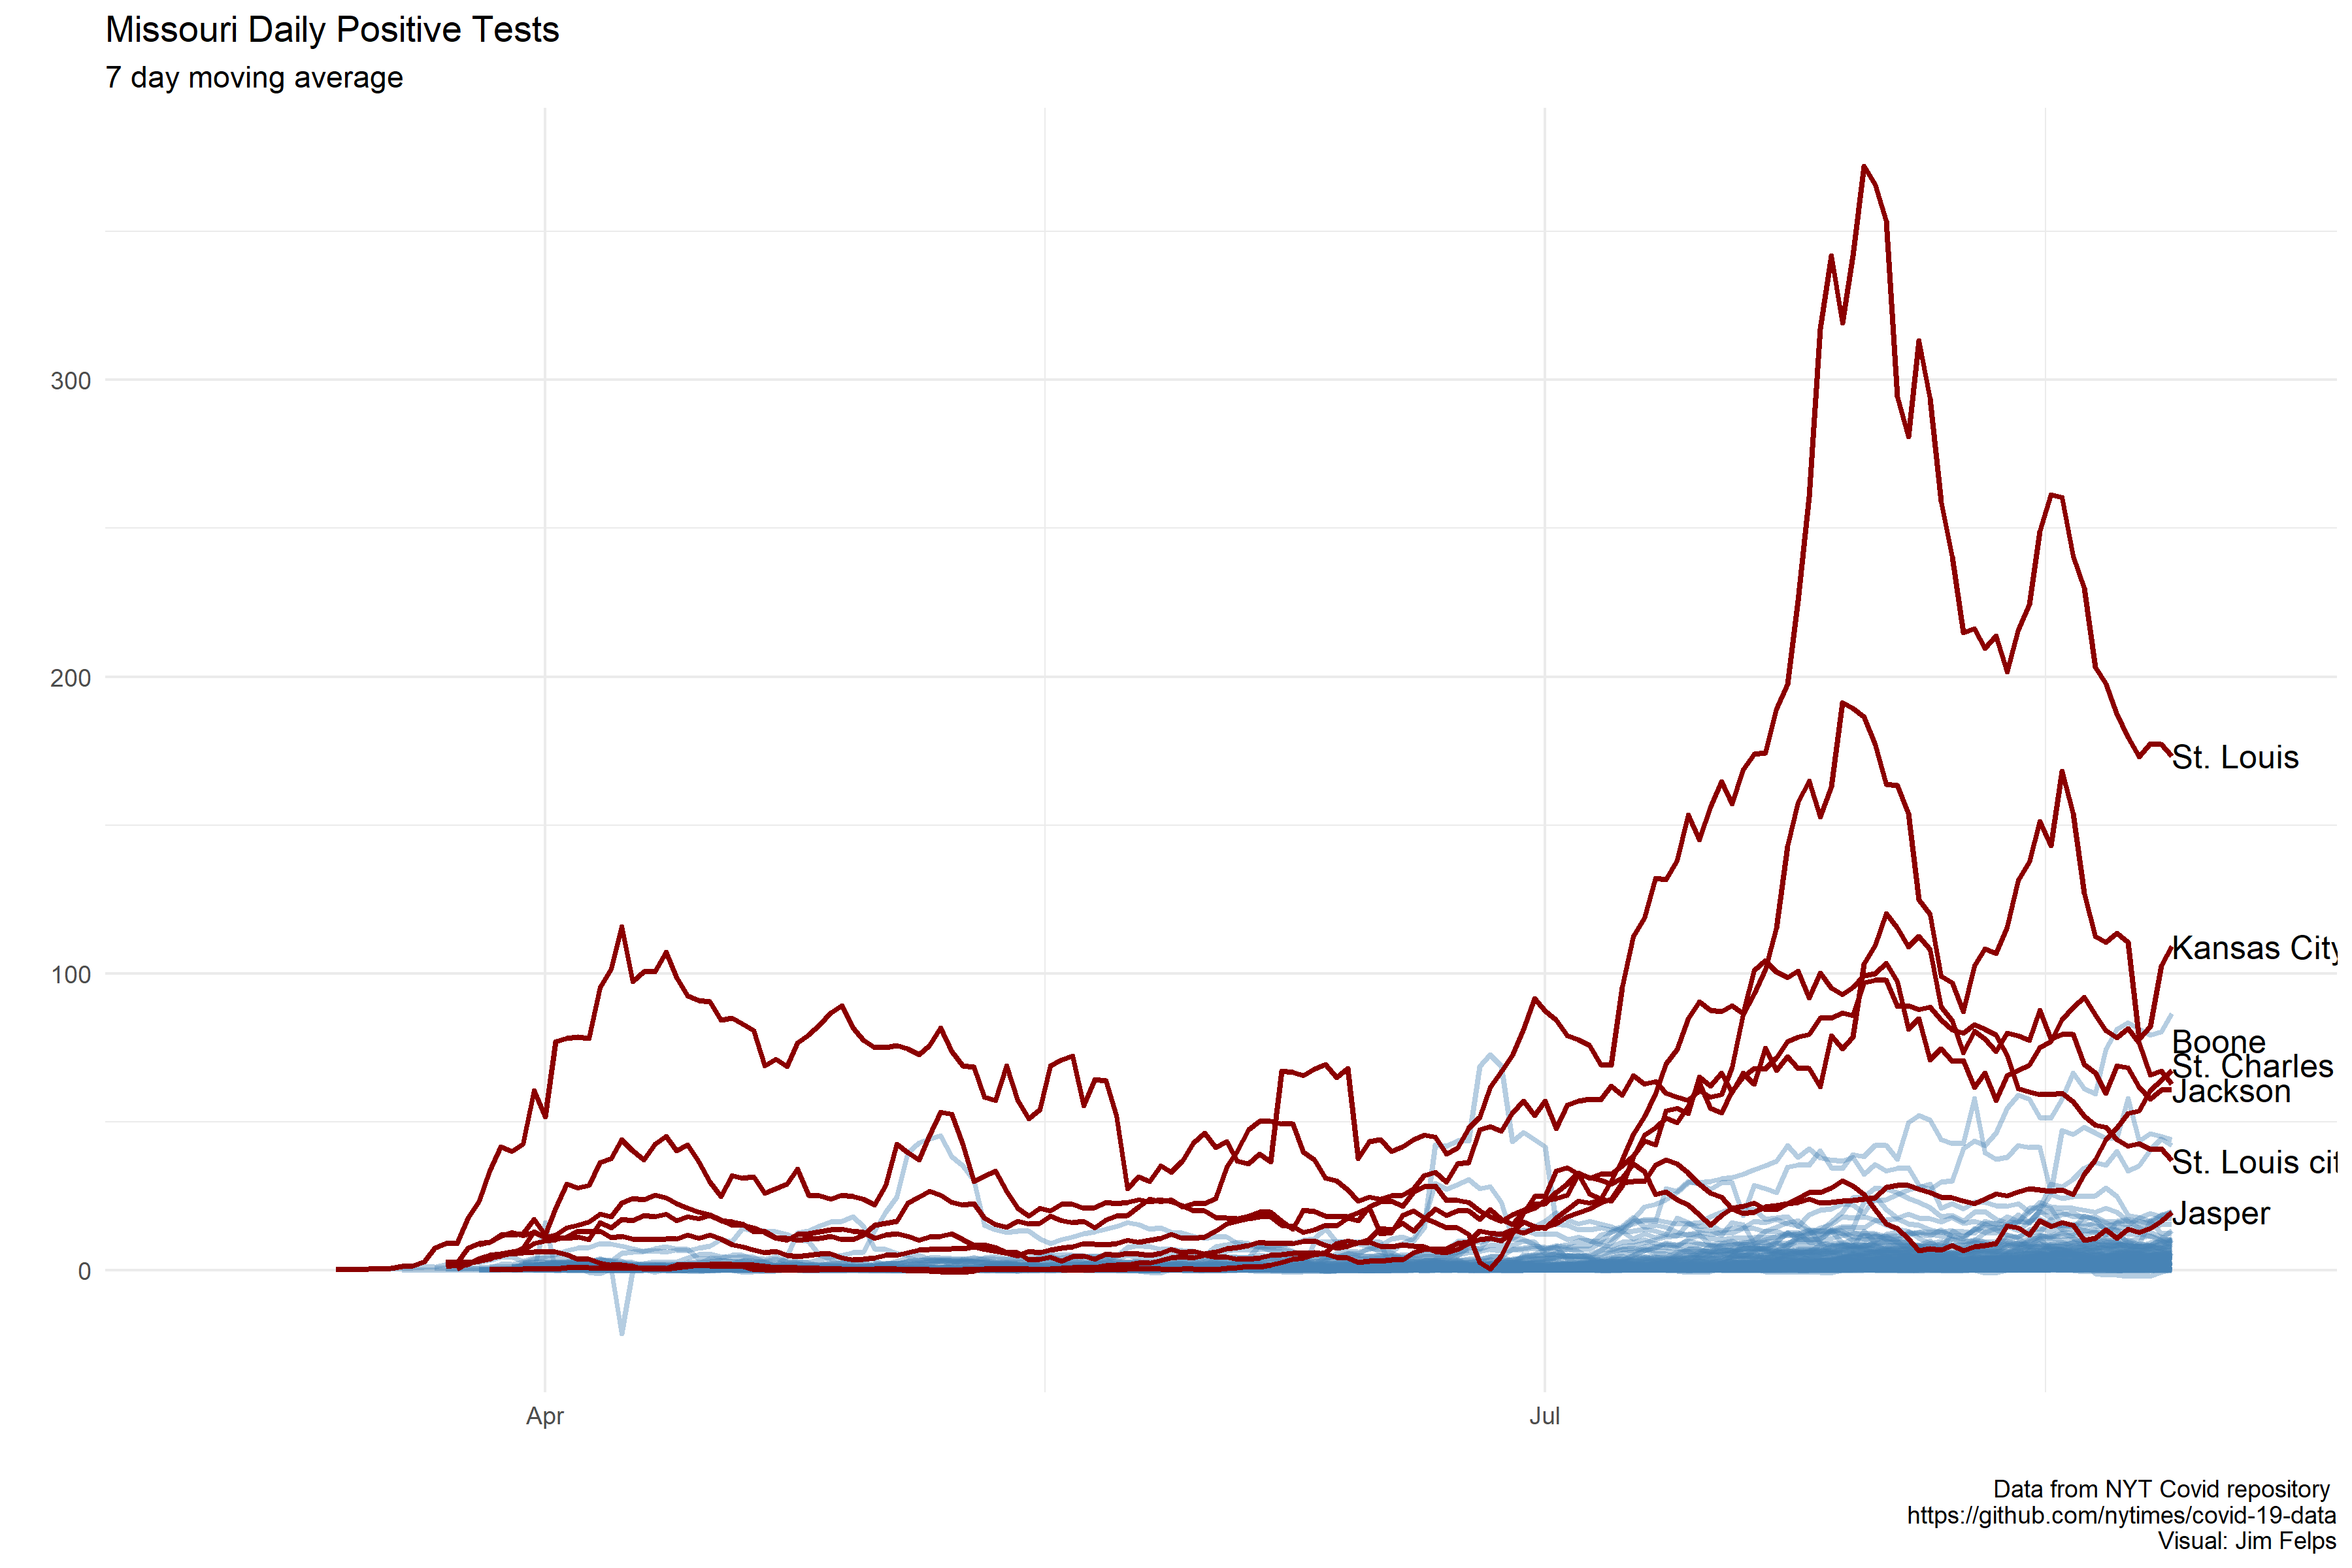 Missouri Daily Positive Tests
7 day moving average
300
200
100
0
St. Louis
Kansas City
Boone
St. Charles
Jackson
St. Louis cit
Jasper
Apr
Jul
Data from NYT Covid repository
https://github.com/nytimes/covid-19-data
Visual: Jim Felps